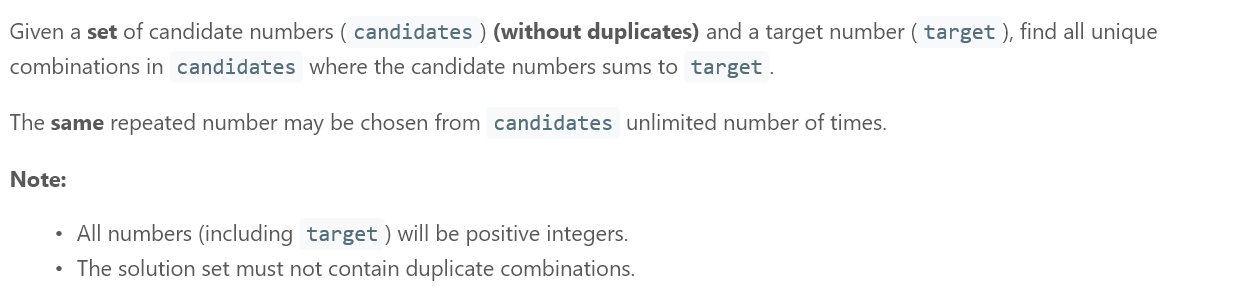 Given a set of candidate numbers ( candidates ) (without duplicates) and a target number ( target ), find all unique
combinations in candidates where the candidate numbers sums to target .
The same repeated number may be chosen from candidates unlimited number of times.
Note:
• All numbers (including target ) will be positive integers.
• The solution set must not contain duplicate combinations.